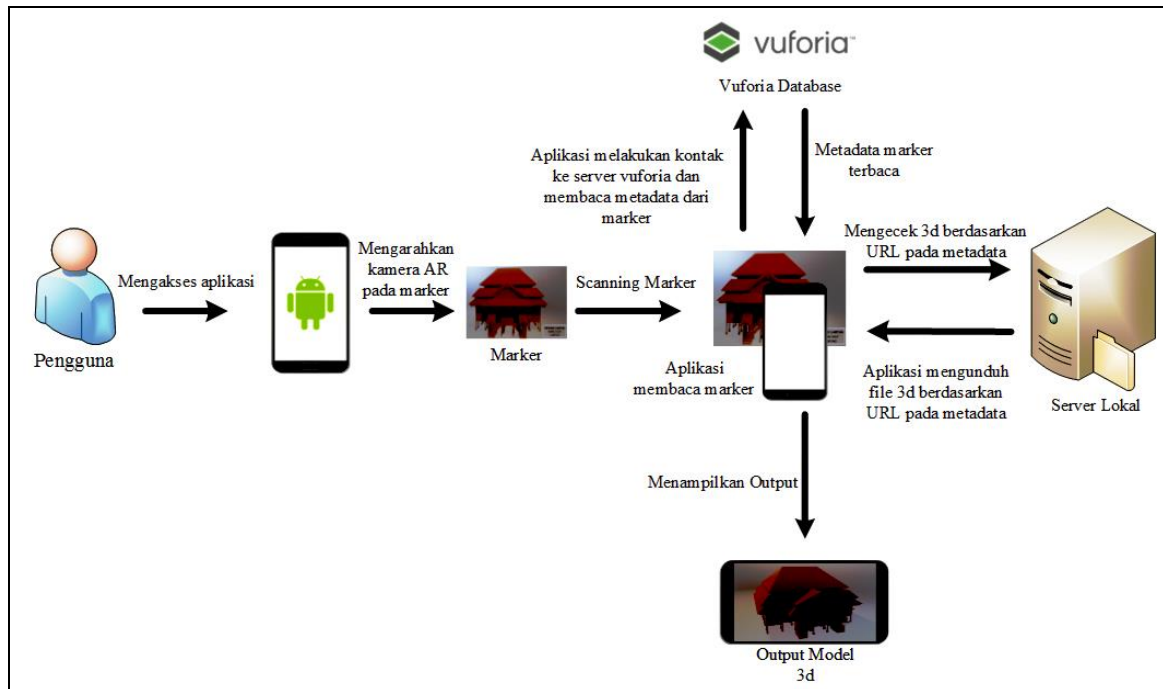 vuforia™
Vuforia Database
Aplikasi melakukan kontak
ke server vuforia dan
membaca metadata dari
marker
Metadata marker
terbaca
Mengakses aplikasi
Pengguna
Mengarahkan
kamera AR
pada marker
Marker
Scanning Marker
Aplikasi
membaca marker
Mengecek 3d berdasarkan
URL pada metadata
Aplikasi mengunduh
file 3d berdasarkan
URL pada metadata
Server Lokal
Menampilkan Output
Output Model
3d